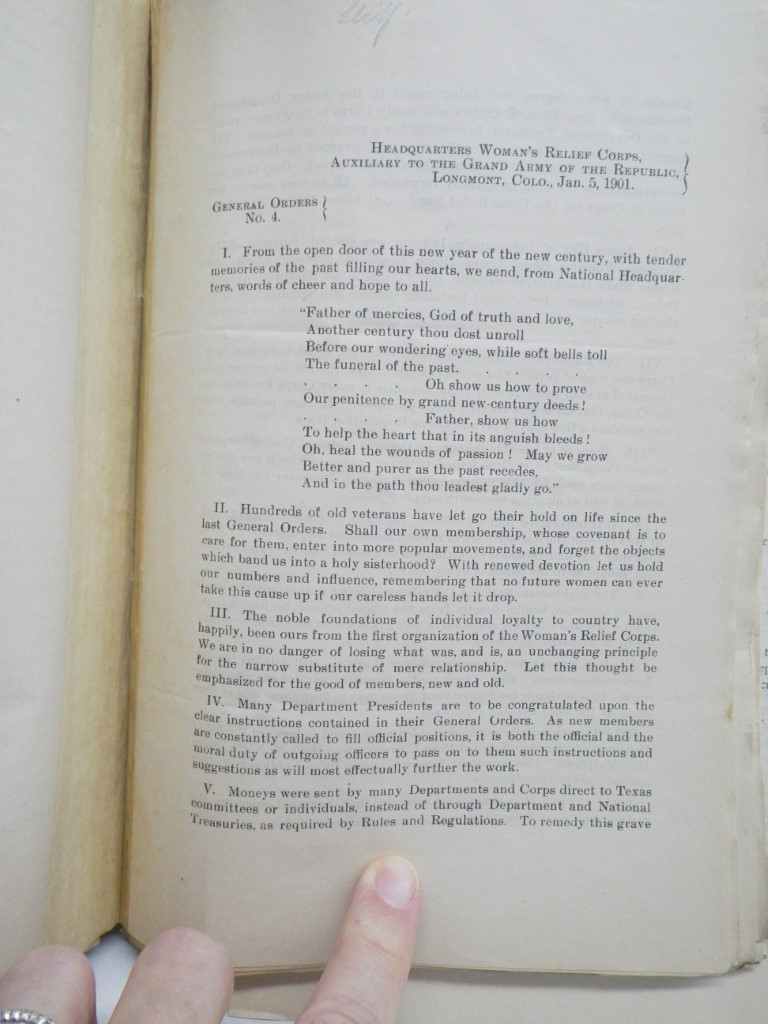 Headquarters Woman's Relief Corps,
Auxiliary to the Grand Army of the Republic,
Longmont, Colo., Jan. 5, 1901.
General Orders
No. 4.
I. From the open door of this new year of the new century, with tender
memories of the past filling our hearts, we send, from National Headquar-
ters, words of cheer and hope to all.
"Father of mercies, God of truth and love,
Another century thou dost unroll
Before our wondering eyes, while soft bells toll
The funeral of the past. . . . .
. . . . Oh show us how to prove
Our penitence by grand new-century deeds!
. . . . Father, show us how
To help the heart that in its anguish bleeds!
Oh, heal the wounds of passion! May we grow
Better and purer as the past recedes,
And in the path thou leadest gladly go."
II. Hundreds of old veterans have let go their hold on life since the
last General Orders. Shall our own membership, whose covenant is to
care for them, enter into more popular movements, and forget the objects
which band us into a holy sisterhood? With renewed devotion let us hold
our numbers and influence, remembering that no future women can ever
take this cause up if our careless hands let it drop.
III. The noble foundations of individual loyalty to country have,
happily, been ours from the first organization of the Woman's Relief Corps.
We are in no danger of losing what was, and is, an unchanging principle
for the narrow substitute of mere relationship. Let this thought be
emphasized for the good of members, new and old.
IV. Many Department Presidents are to be congratulated upon the
clear instructions contained in their General Orders. As new members
are constantly called to fill official positions, it is both the official and the
moral duty of outgoing officers to pass on to them such instructions and
suggestions as will most effectually further the work.
V. Moneys were sent by many Departments and Corps direct to Texas
committees or individuals, instead of through Department and National
Treasuries, as required by Rules and Regulations. To remedy this grave